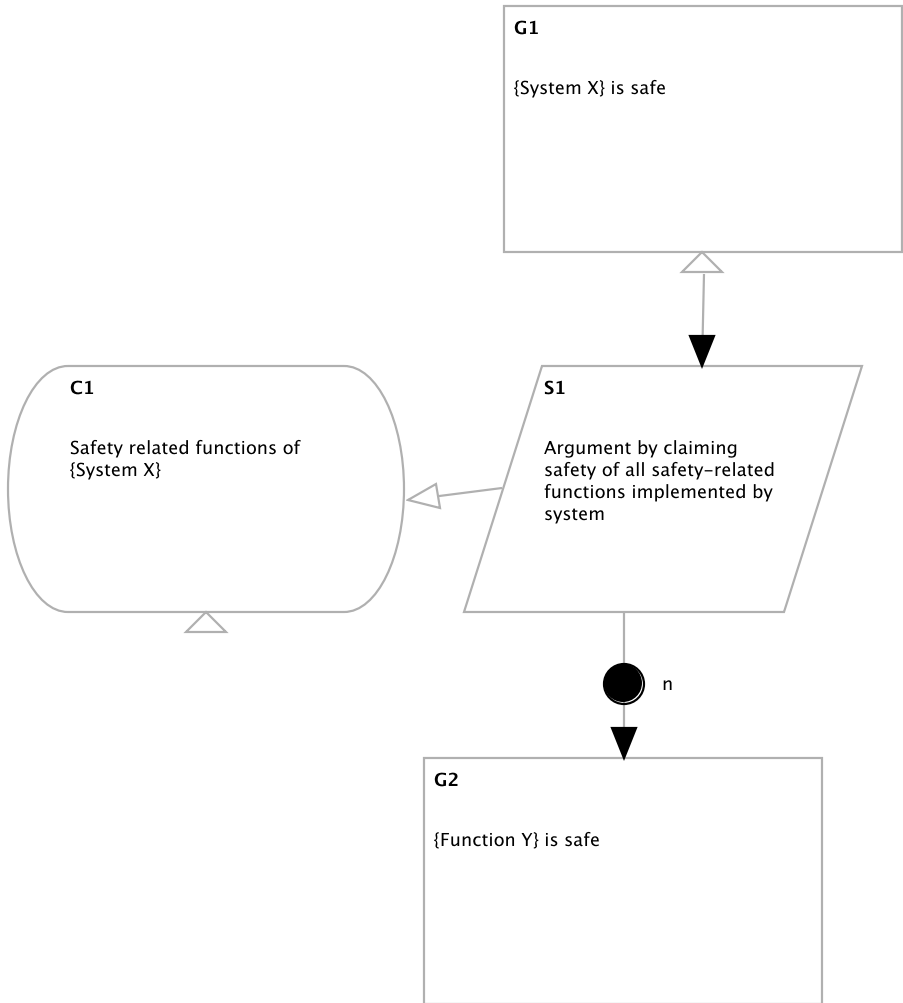 G1
{System X} is safe
C1
Safety related functions of
{System X}
S1
Argument by claiming
safety of all safety-related
functions implemented by
system
n
G2
{Function Y} is safe